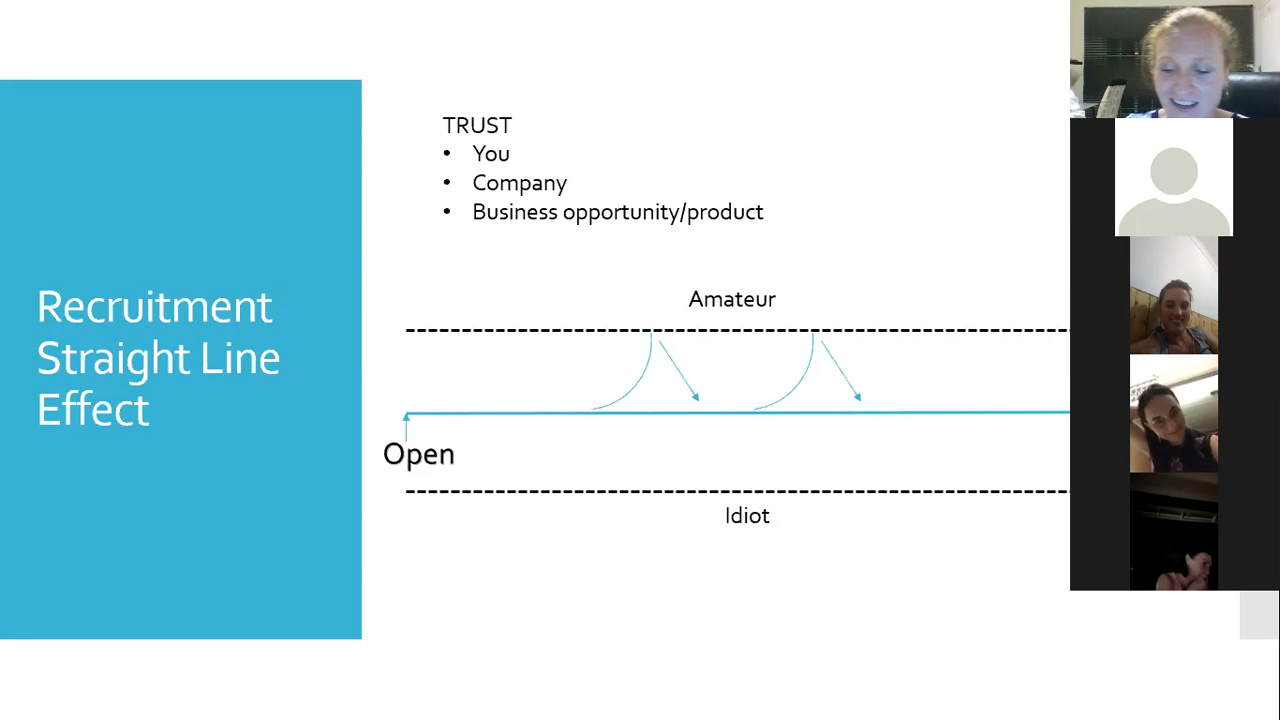 Recruitment
Straight Line
Effect
TRUST
• You
• Company
• Business opportunity/product
Amateur
Open
Idiot